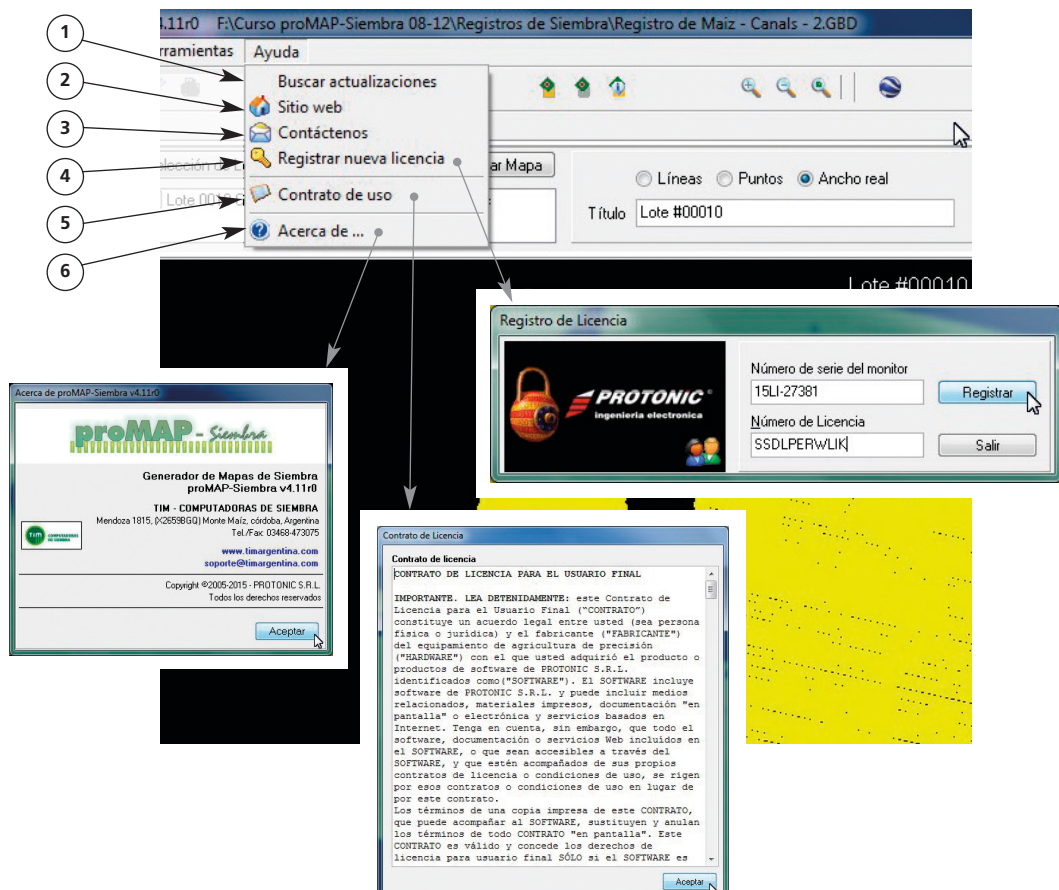 4.11r0 F:\Curso proMAP-Siembra 08-12\Registros de Siembra\Registro de Maiz - Canals - 2.GBD
rramientas Ayuda
1
2
3
4
5
6
Buscar actualizaciones
Sitio web
Contáctenos
Registrar nueva licencia
Contrato de uso
Acerca de ...
ar Mapa
Líneas Puntos Ancho real
Título Lote #00010
Lote #00010
Registro de Licencia
PROTONIC
ingenieria electronica
Número de serie del monitor
15LI-27381
Registrar
Número de Licencia
SSDLPERWLIK
Salir
Acerca de proMAP-Siembra v4.11r0
proMAP - Siembra
Generador de Mapas de Siembra
proMAP-Siembra v4.11r0
TIM - COMPUTADORAS DE SIEMBRA
Mendoza 1815, (X2659BGQ) Monte Maíz, córdoba, Argentina
Tel./Fax: 03468-473075
TIM COMPUTADORAS
DE SIEMBRA
www.timargentina.com
soporte@timargentina.com
Copyright ©2005-2015 - PROTONIC S.R.L.
Todos los derechos reservados
Aceptar
Contrato de Licencia
Contrato de licencia
CONTRATO DE LICENCIA PARA EL USUARIO FINAL
IMPORTANTE. LEA DETENIDAMENTE: este Contrato de
Licencia para el Usuario Final ("CONTRATO")
constituye un acuerdo legal entre usted (sea persona
física o jurídica) y el fabricante ("FABRICANTE")
del equipamiento de agricultura de precisión
("HARDWARE") con el que usted adquirió el producto o
productos de software de PROTONIC S.R.L.
identificados como("SOFTWARE"). El SOFTWARE incluye
software de PROTONIC S.R.L. y puede incluir medios
relacionados, materiales impresos, documentación "en
pantalla" o electrónica y servicios basados en
Internet. Tenga en cuenta, sin embargo, que todo el
software, documentación o servicios Web incluidos en
el SOFTWARE, o que sean accesibles a través del
SOFTWARE, y que estén acompañados de sus propios
contratos de licencia o condiciones de uso, se rigen
por esos contratos o condiciones de uso en lugar de
por este contrato.
Los términos de una copia impresa de este CONTRATO,
que puede acompañar al SOFTWARE, sustituyen y anulan
los términos de todo CONTRATO "en pantalla". Este
CONTRATO es válido y concede los derechos de
licencia para usuario final SÓLO si el SOFTWARE es
Aceptar